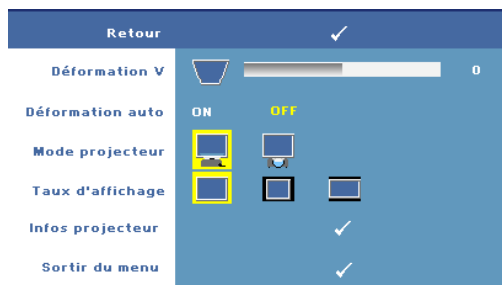 Retour
Déformation V 0
Déformation auto ON OFF
Mode projecteur
Taux d'affichage
Infos projecteur
Sortir du menu